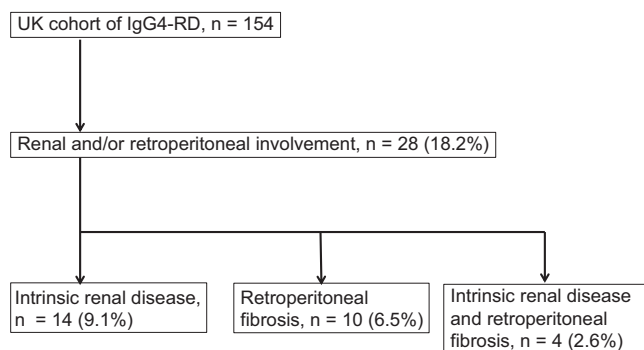 UK cohort of IgG4-RD, n = 154
Renal and/or retroperitoneal involvement, n = 28 (18.2%)
Intrinsic renal disease,
n = 14 (9.1%)
Retroperitoneal
fibrosis, n = 10 (6.5%)
Intrinsic renal disease
and retroperitoneal
fibrosis, n = 4 (2.6%)